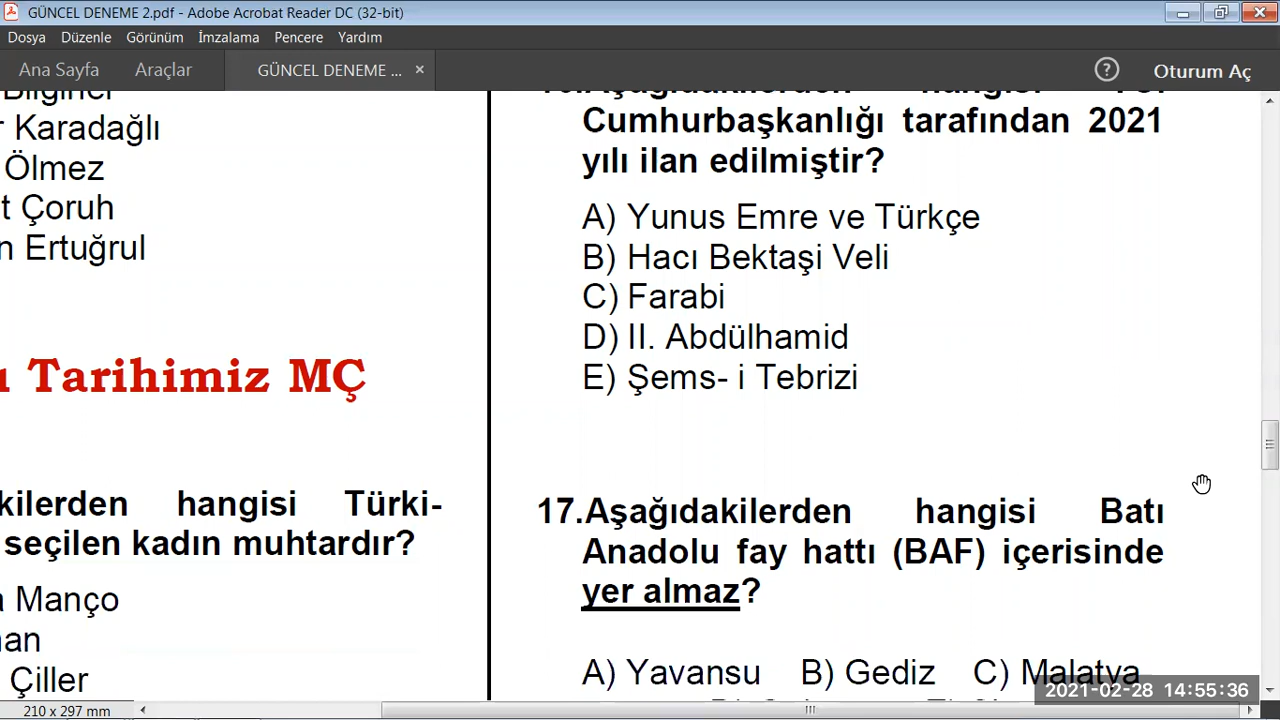 GÜNCEL DENEME 2.pdf - Adobe Acrobat Reader DC (32-bit)
Dosya Düzenle Görünüm İmzalama Pencere Yardım
Ana Sayfa Araçlar GÜNCEL DENEME ... × ? Oturum Aç
Karadağlı
Ölmez
t Çoruh
n Ertuğrul
Tarihimiz MÇ
kilerden hangisi Türki-
seçilen kadın muhtardır?
Manço
Çiller
Cumhurbaşkanlığı tarafından 2021
yılı ilan edilmiştir?
A) Yunus Emre ve Türkçe
B) Hacı Bektaşi Veli
C) Farabi
D) II. Abdülhamid
E) Şems- i Tebrizi
17.Aşağıdakilerden hangisi Batı
Anadolu fay hattı (BAF) içerisinde
yer almaz?
A) Yavansu B) Gediz C) Malatya
2021-02-28 14:55:36
210 x 297 mm